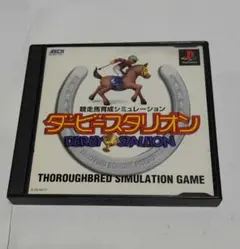 ASCII
競走馬育成シミュレーション
ダービースタリオン
DERBY STALLION
THOROUGHBRED SIMULATION GAME